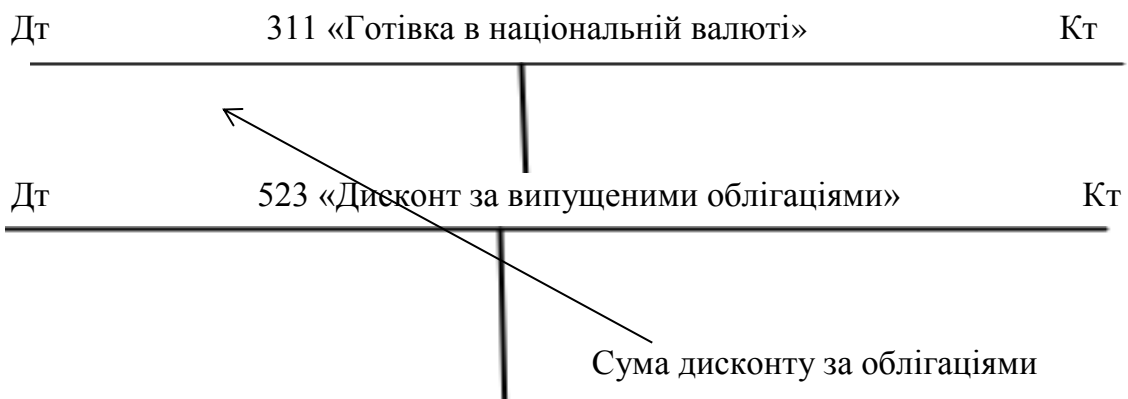 Дт 311 «Готівка в національній валюті» Кт
Дт 523 «Дисконт за випущеними облігаціями» Кт
Сума дисконту за облігаціями